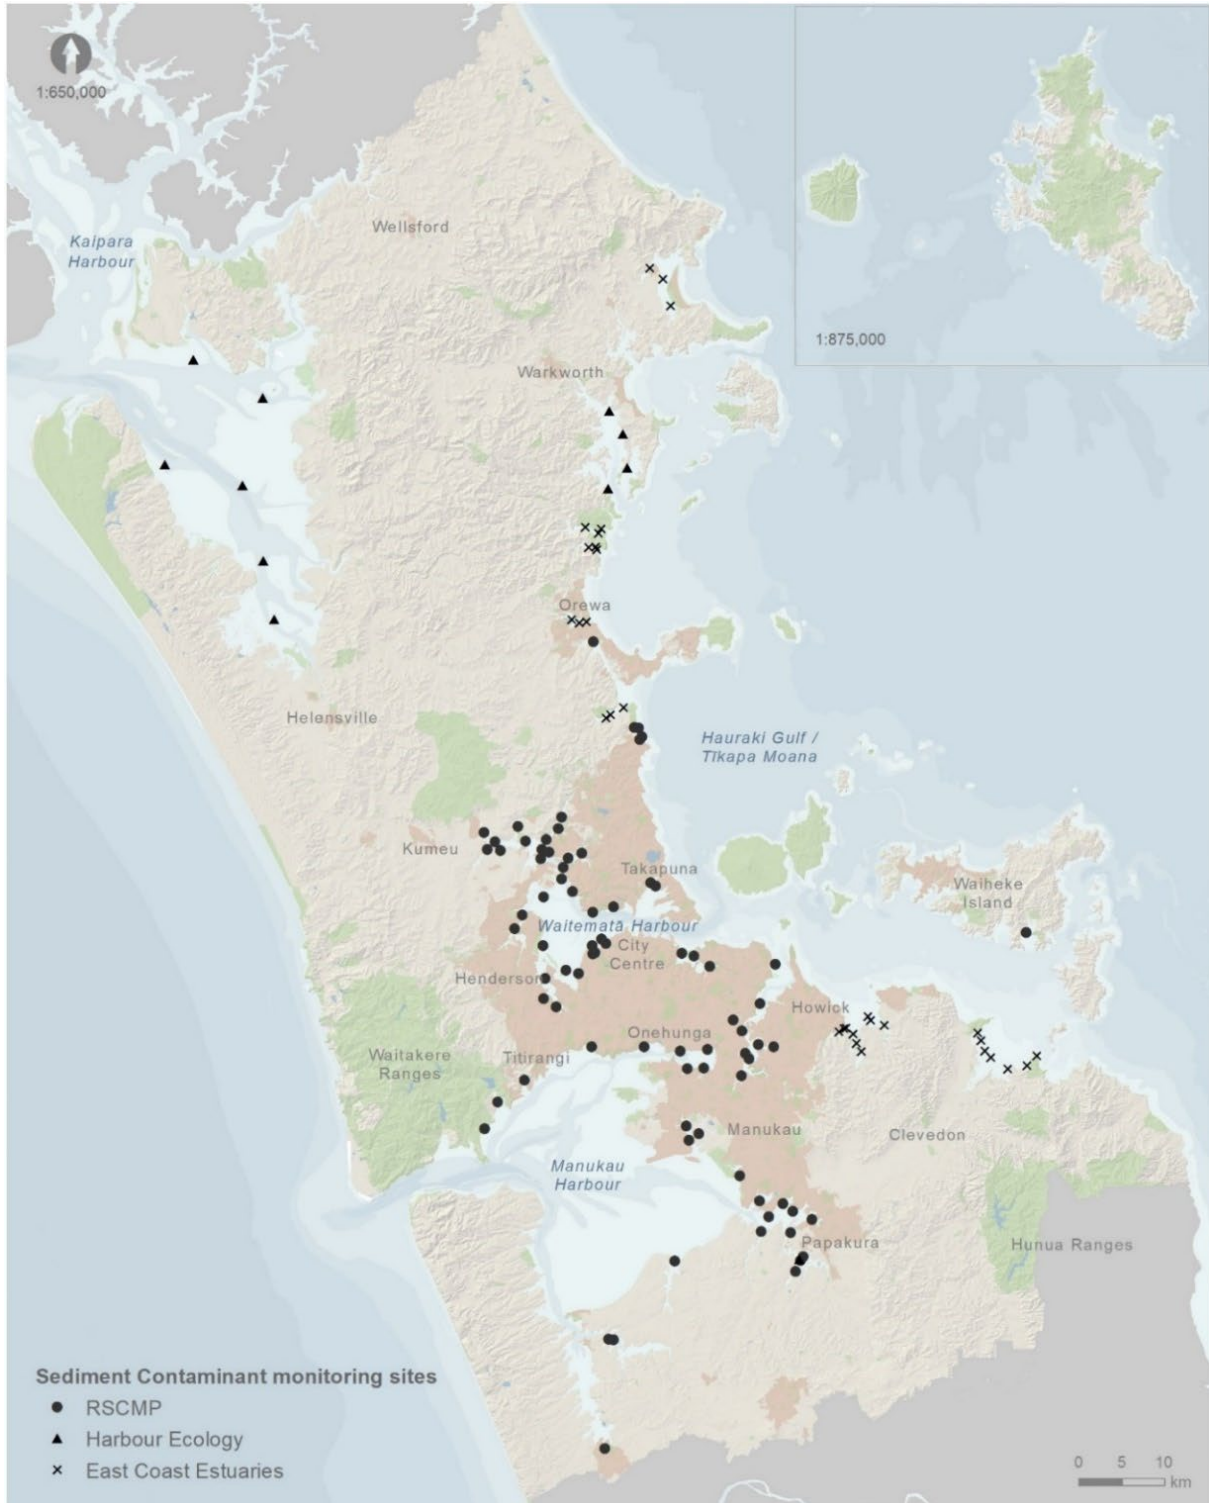 1:650,000
Kaipara
Harbour
Wellsford
1:875,000
Warkworth
Orewa
Helensville
Hauraki Gulf /
Tīkapa Moana
Kumeu
Takapuna
Waiheke
Island
Waitematā Harbour
City
Centre
Henderson
Howick
Onehunga
Titirangi
Waitakere
Ranges
Manukau
Clevedon
Manukau
Harbour
Papakura
Hunua Ranges
Sediment Contaminant monitoring sites
RSCMP
Harbour Ecology
East Coast Estuaries
0 5 10
km